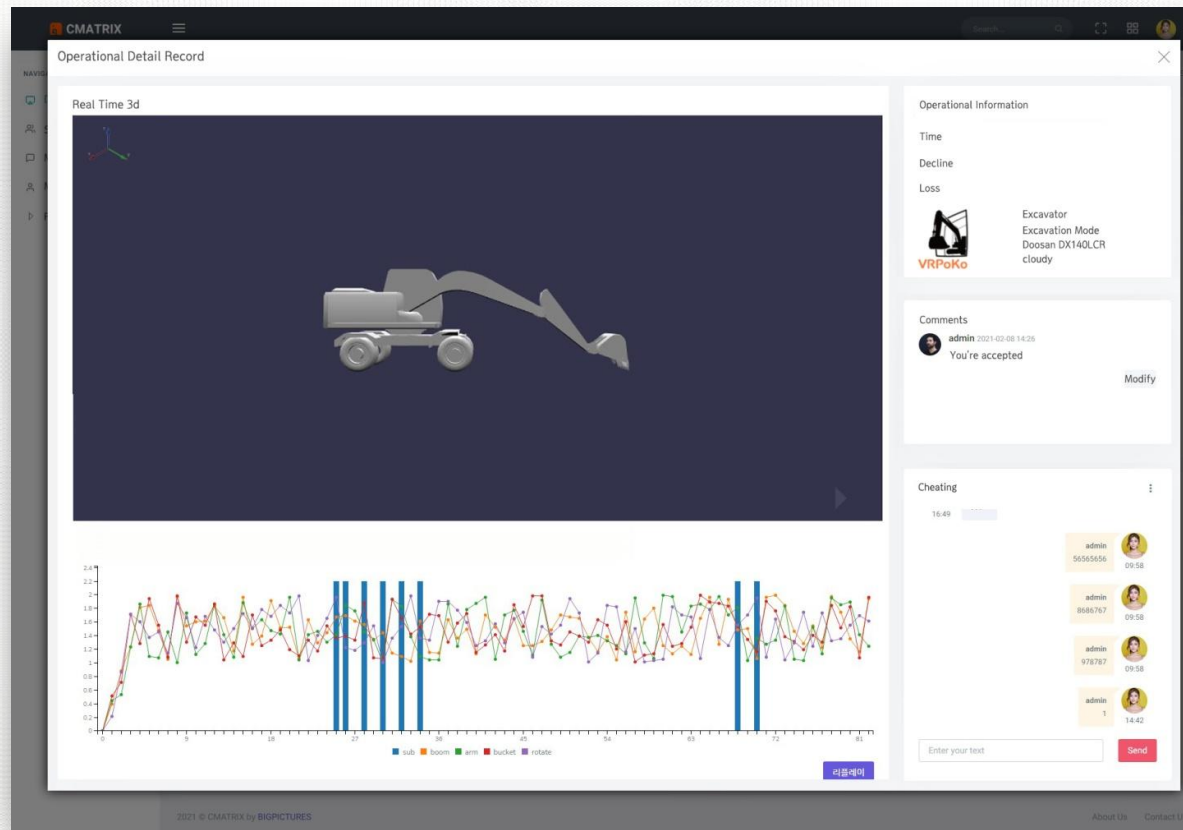 CMATRIX
Search...
Operational Detail Record
Real Time 3d
2.4
2.2
2
1.8
1.6
1.4
1.2
1
0.8
0.6
0.4
0.2
0
0 9 18 27 36 45 54 63 72 81
sub boom arm bucket rotate
리플레이
Operational Information
Time
Decline
Loss
VRPoKo
Excavator
Excavation Mode
Doosan DX140LCR
cloudy
Comments
admin 2021-02-08 14:26
You're accepted
Modify
Cheating
16:49
admin
56565656
09:58
admin
8686767
09:58
admin
978787
09:58
admin
1
14:42
Enter your text
Send
2021 © CMATRIX by BIGPICTURES
About Us Contact U